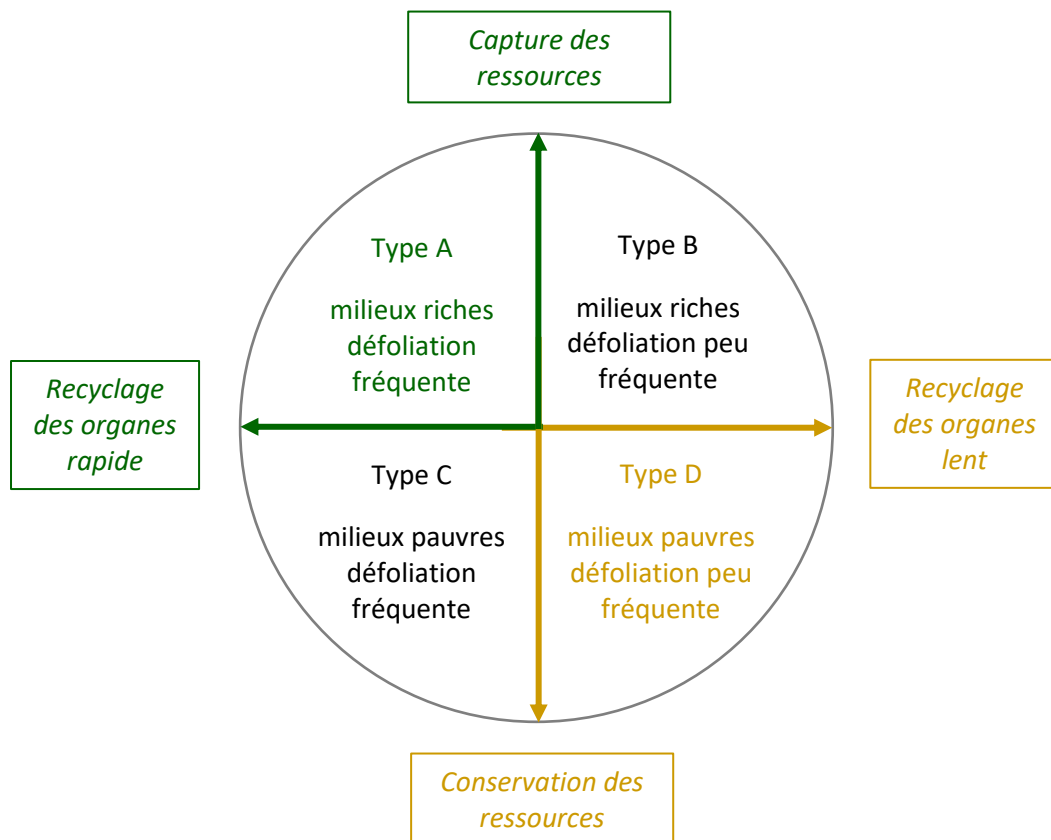 Capture des
ressources
Type A
milieux riches
défoliation
fréquente
Type B
milieux riches
défoliation peu
fréquente
Recyclage
des organes
rapide
Recyclage
des organes
lent
Type C
milieux pauvres
défoliation
fréquente
Type D
milieux pauvres
défoliation peu
fréquente
Conservation des
ressources